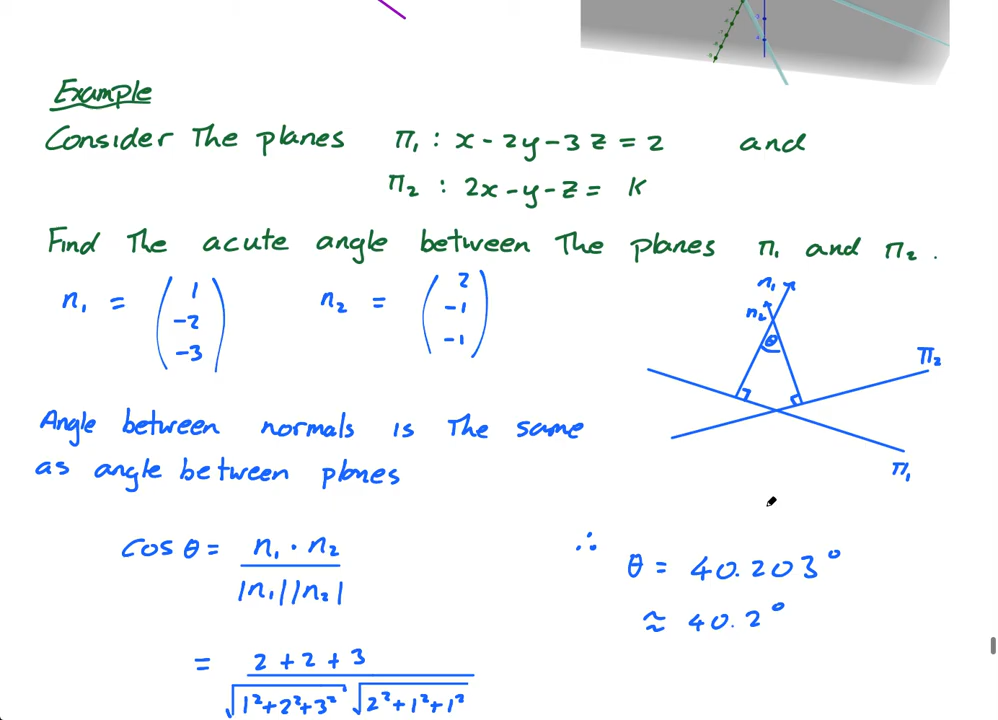 Example
Consider The planes π₁ : x - 2y - 3z = 2 and
π₂ : 2x - y - z = k
Find The acute angle between The planes π₁ and π₂ .
n₁ = ( 1 -2 -3 ) n₂ = ( 2 -1 -1 )
n₁
n₂
θ
π₂
π₁
Angle between normals is The same
as angle between planes
cos θ = n₁ · n₂ / |n₁||n₂|
∴ θ = 40.203°
≈ 40.2°
= 2 + 2 + 3 / √(1²+2²+3²) √(2²+1²+1²)